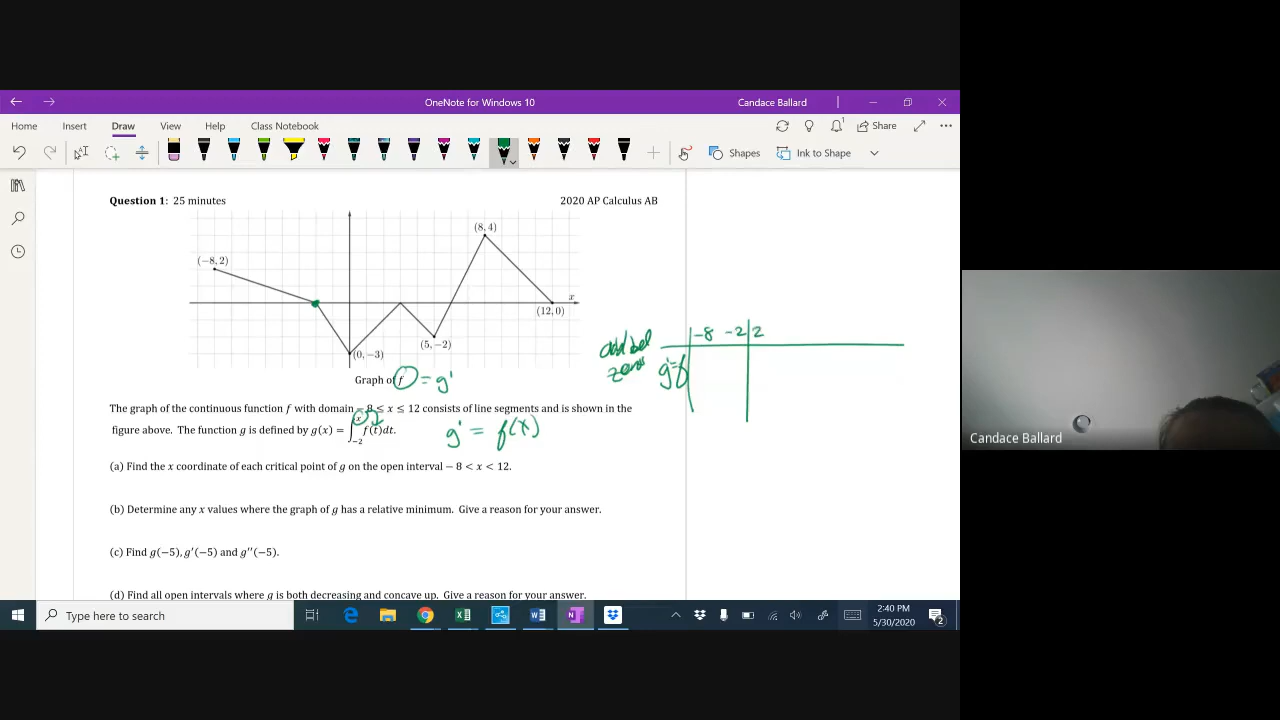 OneNote for Windows 10
Candace Ballard
Home Insert Draw View Help Class Notebook
Share
Shapes Ink to Shape
Question 1: 25 minutes 2020 AP Calculus AB
(8, 4)
(−8, 2)
x
(12, 0)
(5, −2)
(0, −3)
Graph of f = g'
-8 -2 2
zeros g'=f
The graph of the continuous function f with domain − 8 ≤ x ≤ 12 consists of line segments and is shown in the
figure above. The function g is defined by g(x) = ∫_{−2}^{x} f(t)dt.
g' = f(x)
(a) Find the x coordinate of each critical point of g on the open interval − 8 < x < 12.
(b) Determine any x values where the graph of g has a relative minimum. Give a reason for your answer.
(c) Find g(−5), g′(−5) and g′′(−5).
(d) Find all open intervals where g is both decreasing and concave up. Give a reason for your answer.
Candace Ballard
Type here to search
2:40 PM
5/30/2020
2